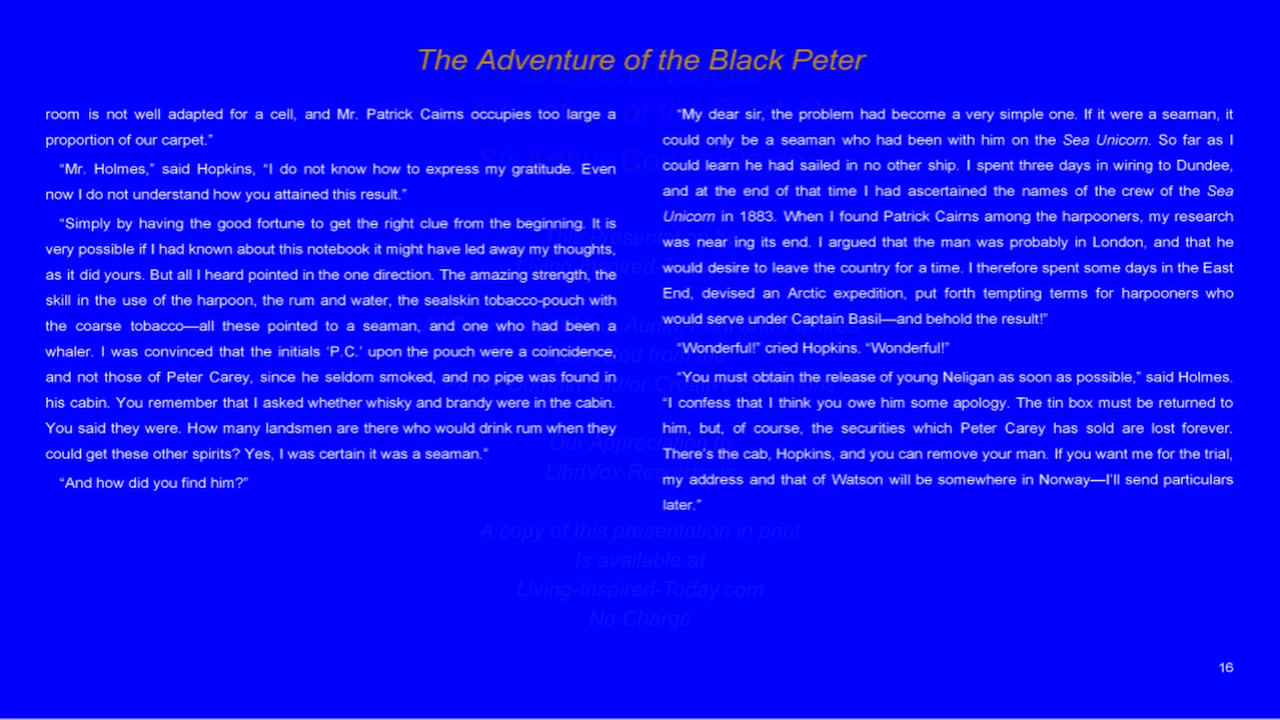 The Adventure of the Black Peter
room is not well adapted for a cell, and Mr. Patrick Cairns occupies too large a
proportion of our carpet.”
“Mr. Holmes,” said Hopkins, “I do not know how to express my gratitude. Even
now I do not understand how you attained this result.”
“Simply by having the good fortune to get the right clue from the beginning. It is
very possible if I had known about this notebook it might have led away my thoughts,
as it did yours. But all I heard pointed in the one direction. The amazing strength, the
skill in the use of the harpoon, the rum and water, the sealskin tobacco-pouch with
the coarse tobacco—all these pointed to a seaman, and one who had been a
whaler. I was convinced that the initials ‘P.C.’ upon the pouch were a coincidence,
and not those of Peter Carey, since he seldom smoked, and no pipe was found in
his cabin. You remember that I asked whether whisky and brandy were in the cabin.
You said they were. How many landsmen are there who would drink rum when they
could get these other spirits? Yes, I was certain it was a seaman.”
“And how did you find him?”
“My dear sir, the problem had become a very simple one. If it were a seaman, it
could only be a seaman who had been with him on the Sea Unicorn. So far as I
could learn he had sailed in no other ship. I spent three days in wiring to Dundee,
and at the end of that time I had ascertained the names of the crew of the Sea
Unicorn in 1883. When I found Patrick Cairns among the harpooners, my research
was near ing its end. I argued that the man was probably in London, and that he
would desire to leave the country for a time. I therefore spent some days in the East
End, devised an Arctic expedition, put forth tempting terms for harpooners who
would serve under Captain Basil—and behold the result!”
“Wonderful!” cried Hopkins. “Wonderful!”
“You must obtain the release of young Neligan as soon as possible,” said Holmes.
“I confess that I think you owe him some apology. The tin box must be returned to
him, but, of course, the securities which Peter Carey has sold are lost forever.
There’s the cab, Hopkins, and you can remove your man. If you want me for the trial,
my address and that of Watson will be somewhere in Norway—I’ll send particulars
later.”
Our Appreciation to
LibriVox Recordings
A copy of this presentation in print
Is available at
Living-Inspired-Today.com
No Charge
16